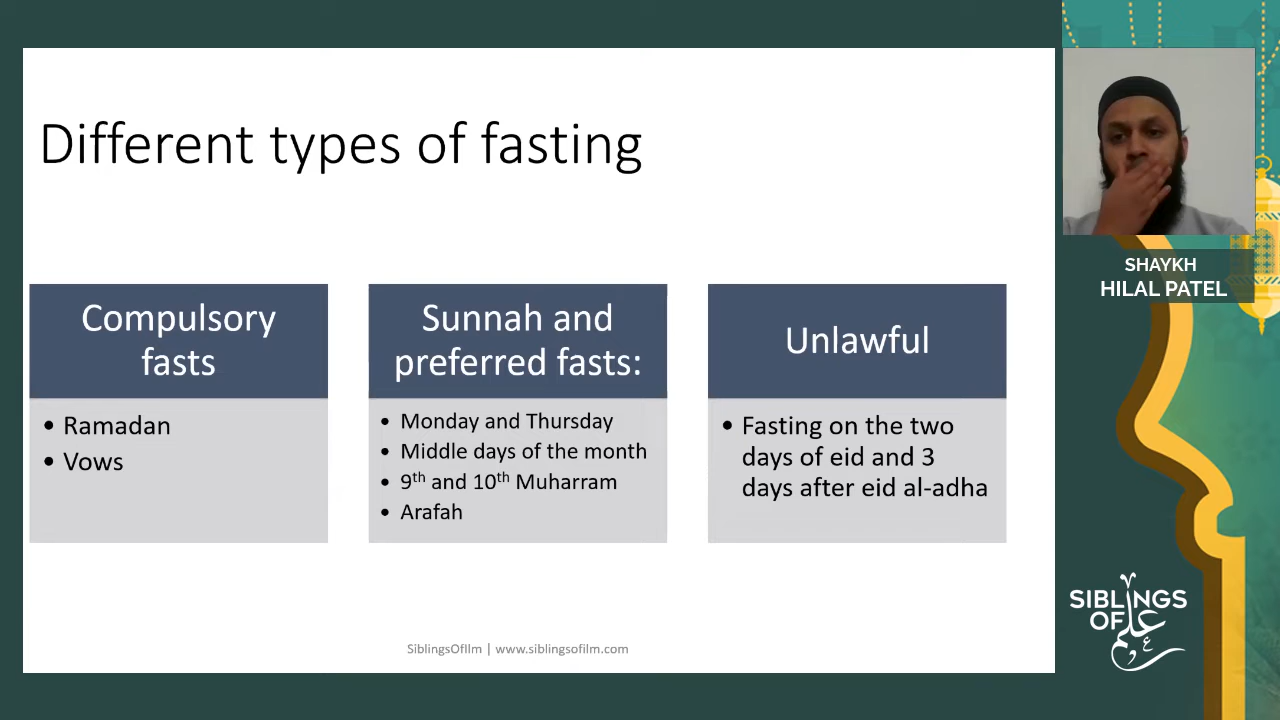 Different types of fasting
Compulsory
fasts
• Ramadan
• Vows
Sunnah and
preferred fasts:
• Monday and Thursday
• Middle days of the month
• 9th and 10th Muharram
• Arafah
Unlawful
• Fasting on the two
days of eid and 3
days after eid al-adha
SiblingsOfIlm | www.siblingsofilm.com
SHAYKH
HILAL PATEL
SIBLINGS
OF علم